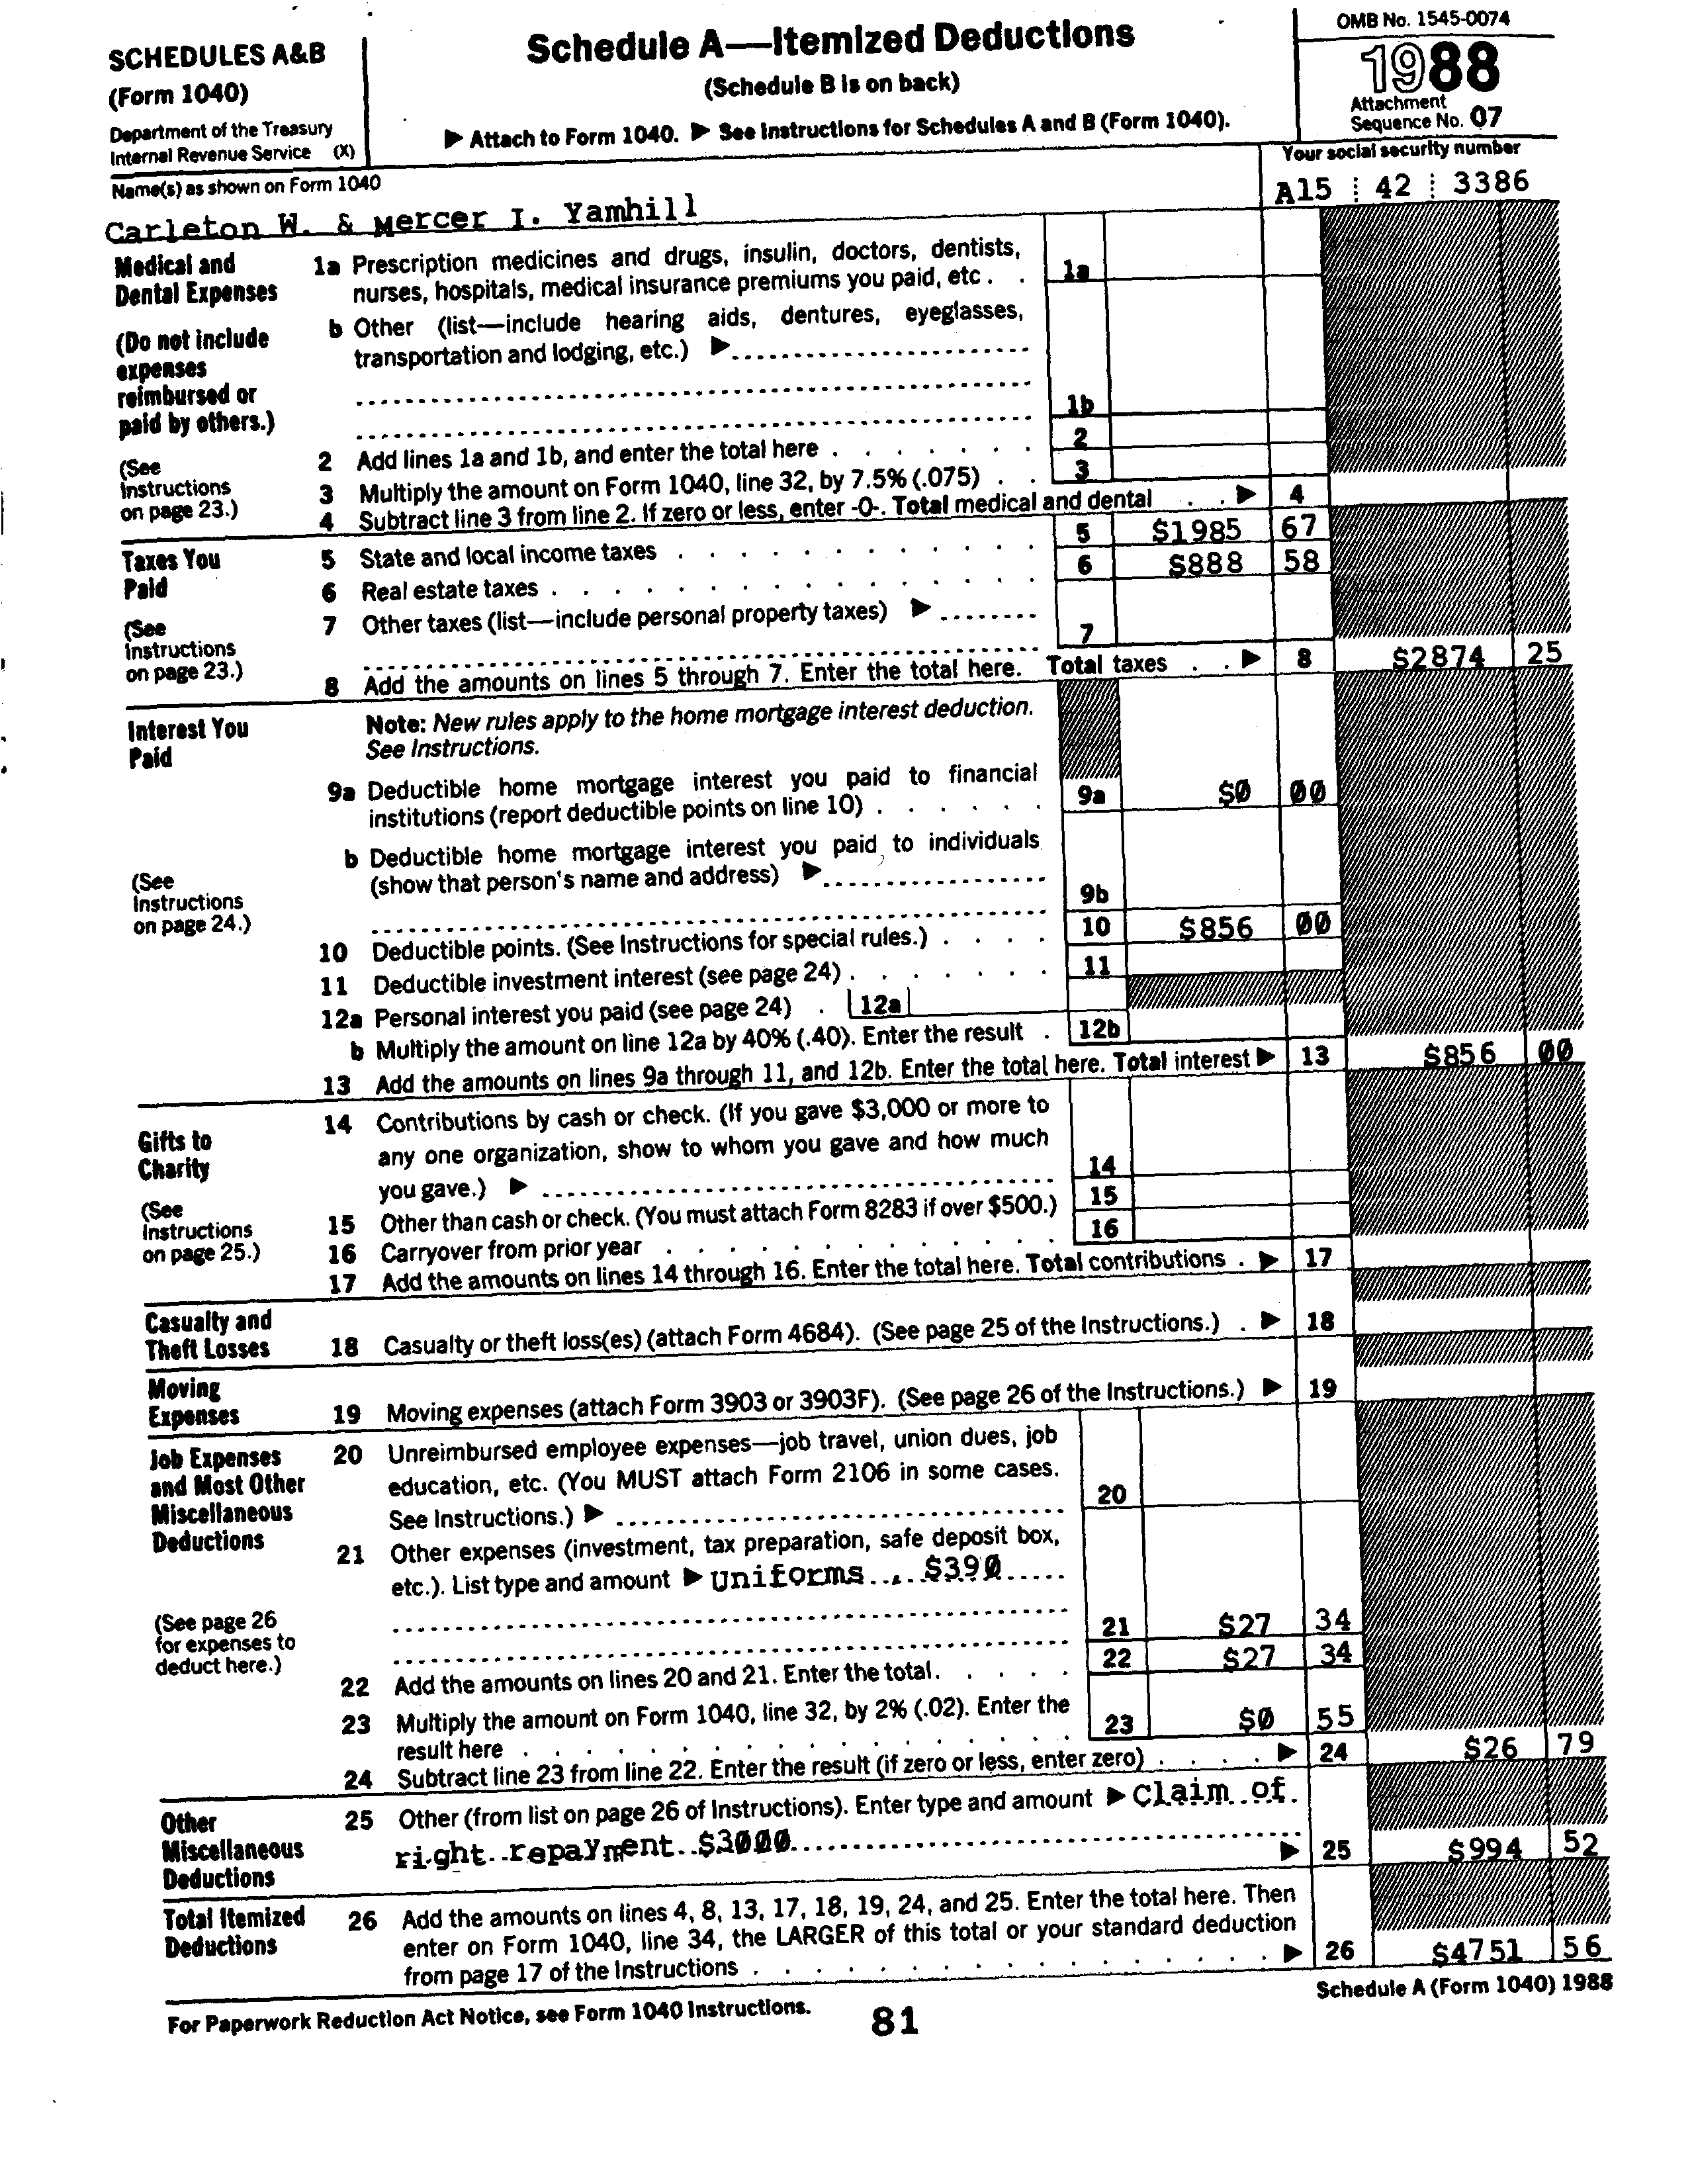 SCHEDULES A&B
(Form 1040)
Department of the Treasury
Internal Revenue Service (X)
Schedule A—Itemized Deductions
(Schedule B is on back)
▶ Attach to Form 1040. ▶ See Instructions for Schedules A and B (Form 1040).
OMB No. 1545-0074
1988
Attachment
Sequence No. 07
Name(s) as shown on Form 1040
Your social security number
Carleton W. & Mercer I. Yamhill
A15 42 3386
Medical and
Dental Expenses
(Do not include
expenses
reimbursed or
paid by others.)
(See
Instructions
on page 23.)
1a Prescription medicines and drugs, insulin, doctors, dentists,
nurses, hospitals, medical insurance premiums you paid, etc . . 1a
b Other (list—include hearing aids, dentures, eyeglasses,
transportation and lodging, etc.) ▶
1b
2 Add lines 1a and 1b, and enter the total here . . . . . . . 2
3 Multiply the amount on Form 1040, line 32, by 7.5% (.075) . . 3
4 Subtract line 3 from line 2. If zero or less, enter -0-. Total medical and dental . . ▶ 4
Taxes You
Paid
(See
Instructions
on page 23.)
5 State and local income taxes . . . . . . . . . . . . 5 $1985 67
6 Real estate taxes . . . . . . . . . . . . . . . 6 $888 58
7 Other taxes (list—include personal property taxes) ▶
7
8 Add the amounts on lines 5 through 7. Enter the total here. Total taxes . . ▶ 8 $2874 25
Interest You
Paid
(See
Instructions
on page 24.)
Note: New rules apply to the home mortgage interest deduction.
See Instructions.
9a Deductible home mortgage interest you paid to financial
institutions (report deductible points on line 10) . . . . . . 9a $0 00
b Deductible home mortgage interest you paid to individuals
(show that person's name and address) ▶
9b
10 Deductible points. (See Instructions for special rules.) . . . . 10 $856 00
11 Deductible investment interest (see page 24) . . . . . . . 11
12a Personal interest you paid (see page 24) . 12a
b Multiply the amount on line 12a by 40% (.40). Enter the result . 12b
13 Add the amounts on lines 9a through 11, and 12b. Enter the total here. Total interest ▶ 13 $856 00
Gifts to
Charity
(See
Instructions
on page 25.)
14 Contributions by cash or check. (If you gave $3,000 or more to
any one organization, show to whom you gave and how much
you gave.) ▶ 14
15 Other than cash or check. (You must attach Form 8283 if over $500.) 15
16 Carryover from prior year . . . . . . . . . . . . . 16
17 Add the amounts on lines 14 through 16. Enter the total here. Total contributions . ▶ 17
Casualty and
Theft Losses
18 Casualty or theft loss(es) (attach Form 4684). (See page 25 of the Instructions.) . ▶ 18
Moving
Expenses
19 Moving expenses (attach Form 3903 or 3903F). (See page 26 of the Instructions.) ▶ 19
Job Expenses
and Most Other
Miscellaneous
Deductions
(See page 26
for expenses to
deduct here.)
20 Unreimbursed employee expenses—job travel, union dues, job
education, etc. (You MUST attach Form 2106 in some cases.
See Instructions.) ▶ 20
21 Other expenses (investment, tax preparation, safe deposit box,
etc.). List type and amount ▶ uniforms . $390
21 $27 34
22 Add the amounts on lines 20 and 21. Enter the total. . . . . 22 $27 34
23 Multiply the amount on Form 1040, line 32, by 2% (.02). Enter the
result here . . . . . . . . . . . . . . . . 23 $0 55
24 Subtract line 23 from line 22. Enter the result (if zero or less, enter zero) . . . . ▶ 24 $26 79
Other
Miscellaneous
Deductions
25 Other (from list on page 26 of Instructions). Enter type and amount ▶ Claim of
right repayment $3000 ▶ 25 $994 52
Total Itemized
Deductions
26 Add the amounts on lines 4, 8, 13, 17, 18, 19, 24, and 25. Enter the total here. Then
enter on Form 1040, line 34, the LARGER of this total or your standard deduction
from page 17 of the Instructions . . . . . . . . . . . . . ▶ 26 $4751 56
For Paperwork Reduction Act Notice, see Form 1040 Instructions.
Schedule A (Form 1040) 1988
81